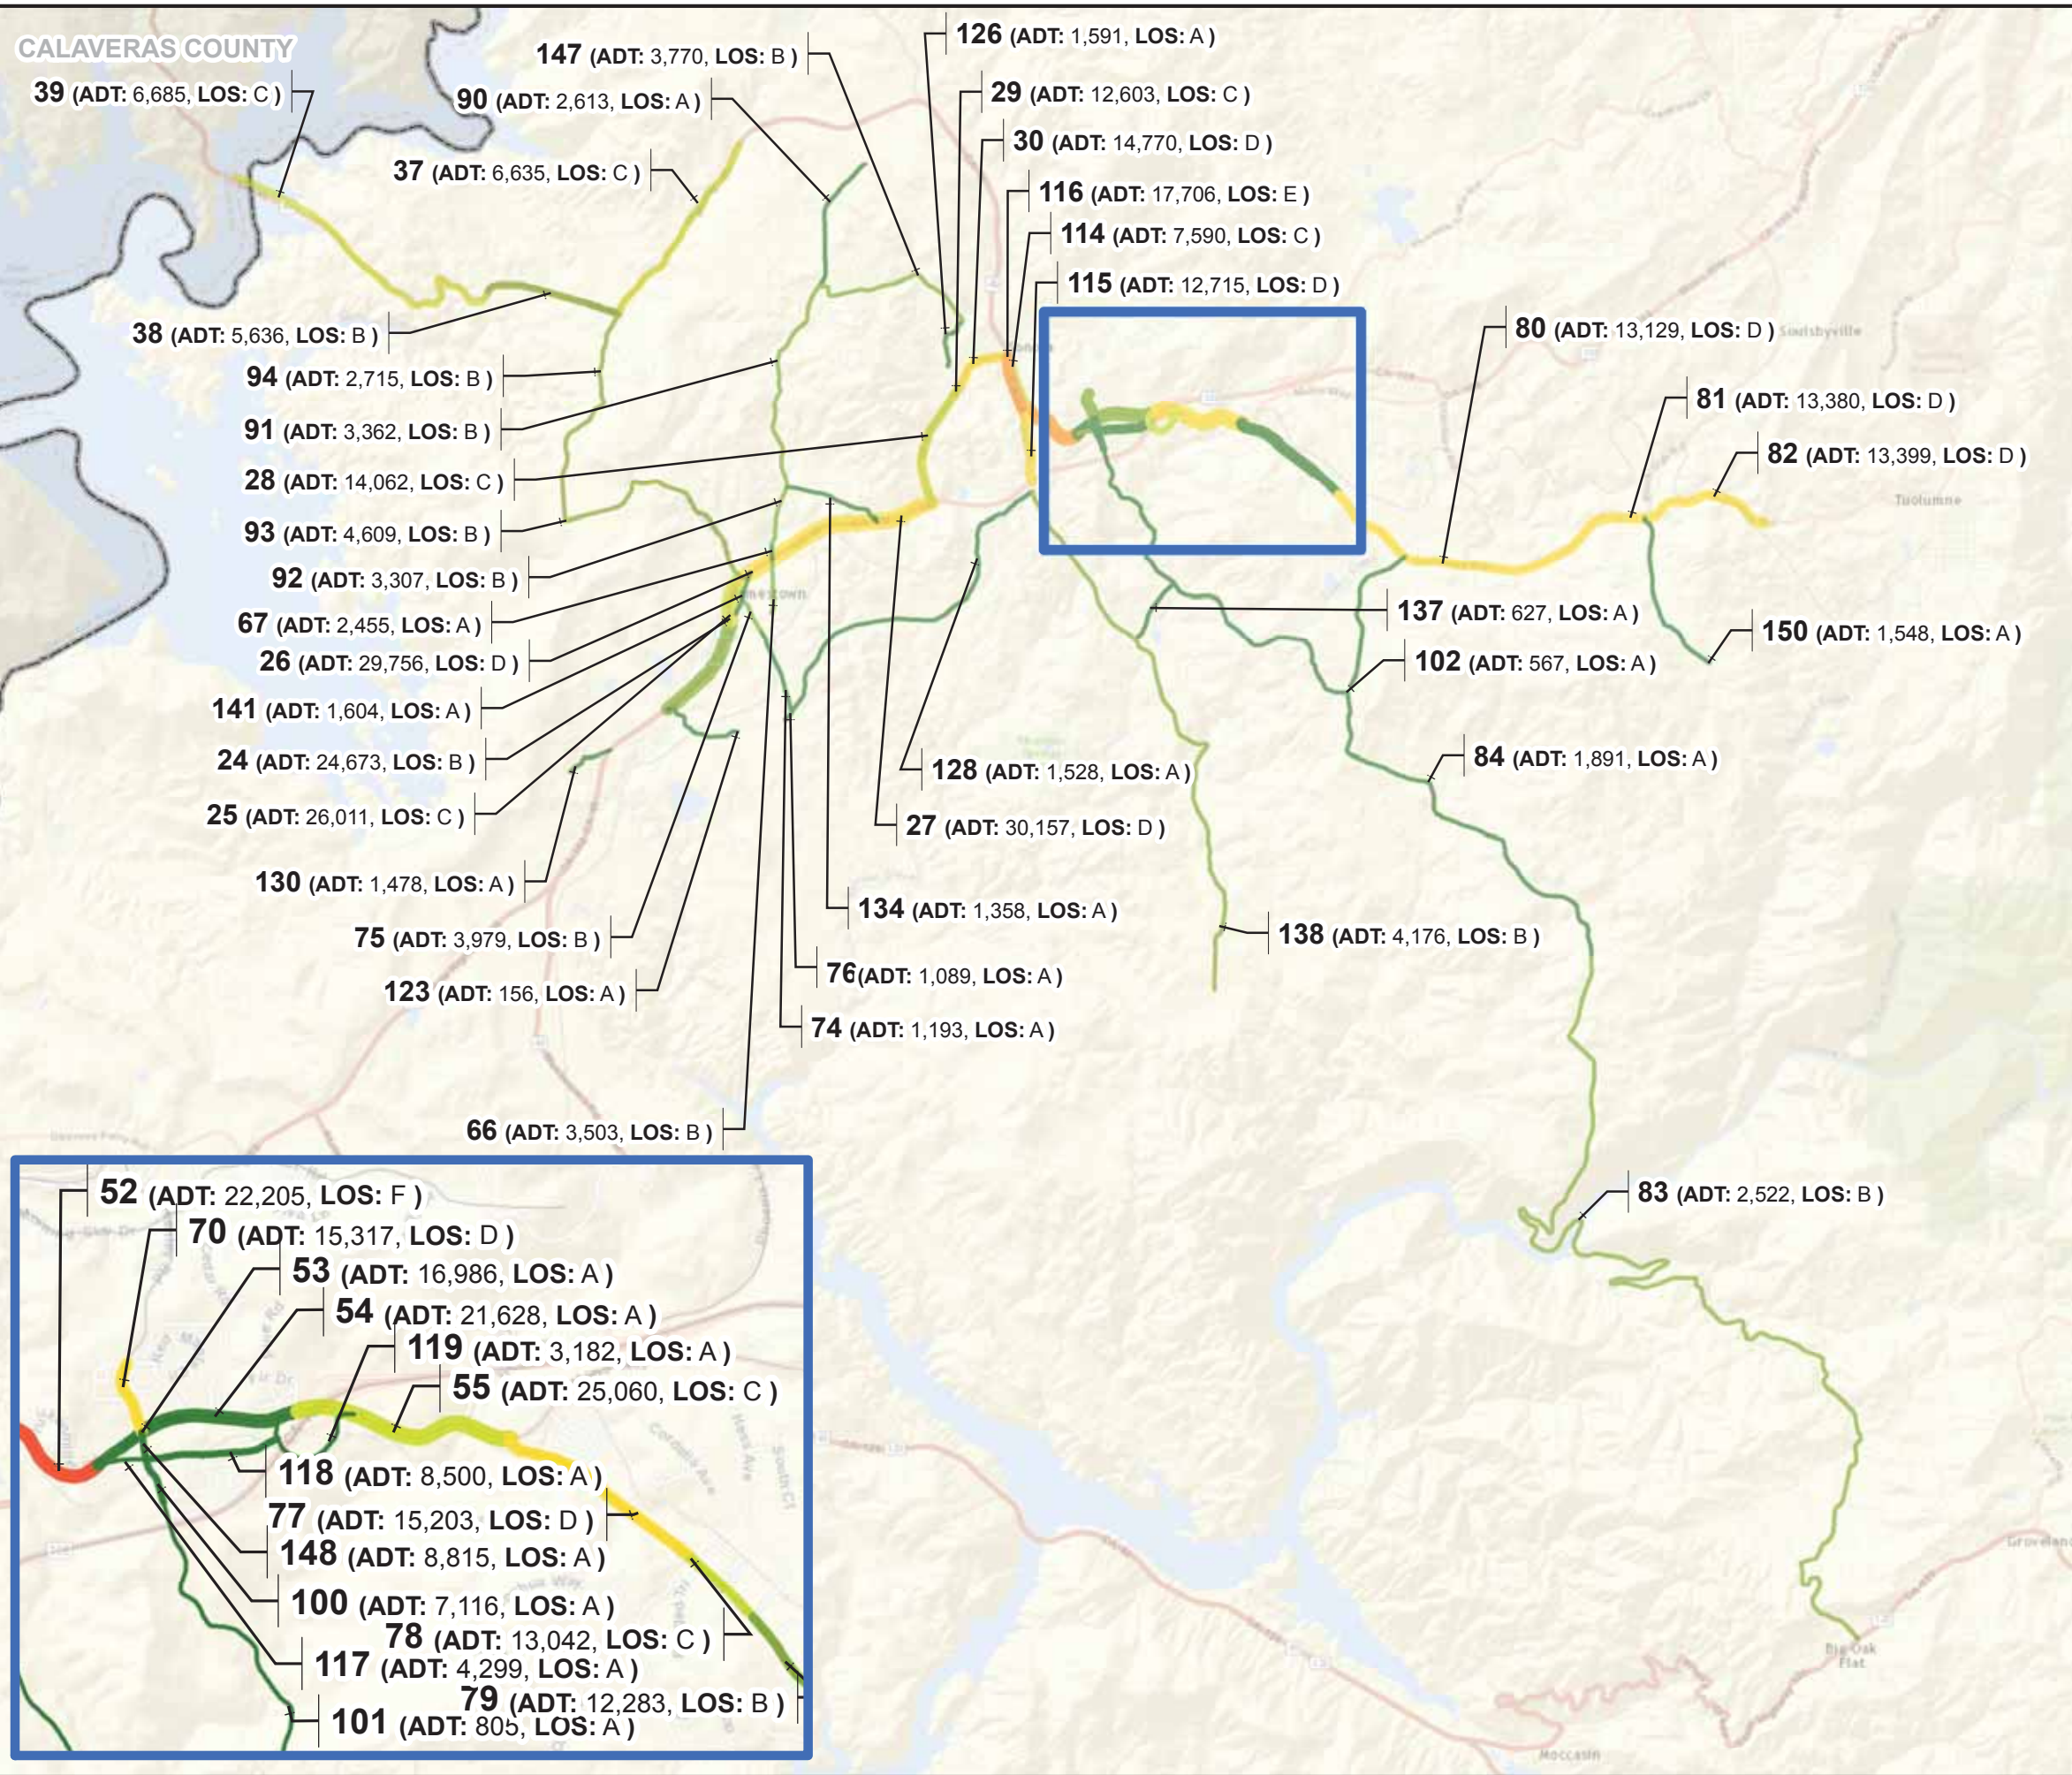 CALAVERAS COUNTY
39 (ADT: 6,685, LOS: C )
147 (ADT: 3,770, LOS: B )
90 (ADT: 2,613, LOS: A )
37 (ADT: 6,635, LOS: C )
126 (ADT: 1,591, LOS: A )
29 (ADT: 12,603, LOS: C )
30 (ADT: 14,770, LOS: D )
116 (ADT: 17,706, LOS: E )
114 (ADT: 7,590, LOS: C )
115 (ADT: 12,715, LOS: D )
80 (ADT: 13,129, LOS: D )
Soulsbyville
81 (ADT: 13,380, LOS: D )
82 (ADT: 13,399, LOS: D )
Tuolumne
38 (ADT: 5,636, LOS: B )
94 (ADT: 2,715, LOS: B )
91 (ADT: 3,362, LOS: B )
28 (ADT: 14,062, LOS: C )
93 (ADT: 4,609, LOS: B )
92 (ADT: 3,307, LOS: B )
67 (ADT: 2,455, LOS: A )
26 (ADT: 29,756, LOS: D )
141 (ADT: 1,604, LOS: A )
24 (ADT: 24,673, LOS: B )
25 (ADT: 26,011, LOS: C )
130 (ADT: 1,478, LOS: A )
75 (ADT: 3,979, LOS: B )
123 (ADT: 156, LOS: A )
66 (ADT: 3,503, LOS: B )
137 (ADT: 627, LOS: A )
150 (ADT: 1,548, LOS: A )
102 (ADT: 567, LOS: A )
84 (ADT: 1,891, LOS: A )
128 (ADT: 1,528, LOS: A )
27 (ADT: 30,157, LOS: D )
134 (ADT: 1,358, LOS: A )
138 (ADT: 4,176, LOS: B )
76(ADT: 1,089, LOS: A )
74 (ADT: 1,193, LOS: A )
83 (ADT: 2,522, LOS: B )
52 (ADT: 22,205, LOS: F )
70 (ADT: 15,317, LOS: D )
53 (ADT: 16,986, LOS: A )
54 (ADT: 21,628, LOS: A )
119 (ADT: 3,182, LOS: A )
55 (ADT: 25,060, LOS: C )
118 (ADT: 8,500, LOS: A )
77 (ADT: 15,203, LOS: D )
148 (ADT: 8,815, LOS: A )
100 (ADT: 7,116, LOS: A )
78 (ADT: 13,042, LOS: C )
117 (ADT: 4,299, LOS: A )
79 (ADT: 12,283, LOS: B )
101 (ADT: 805, LOS: A )
Hess Ave
South Ct
Big Oak
Flat
Groveland
Moccasin